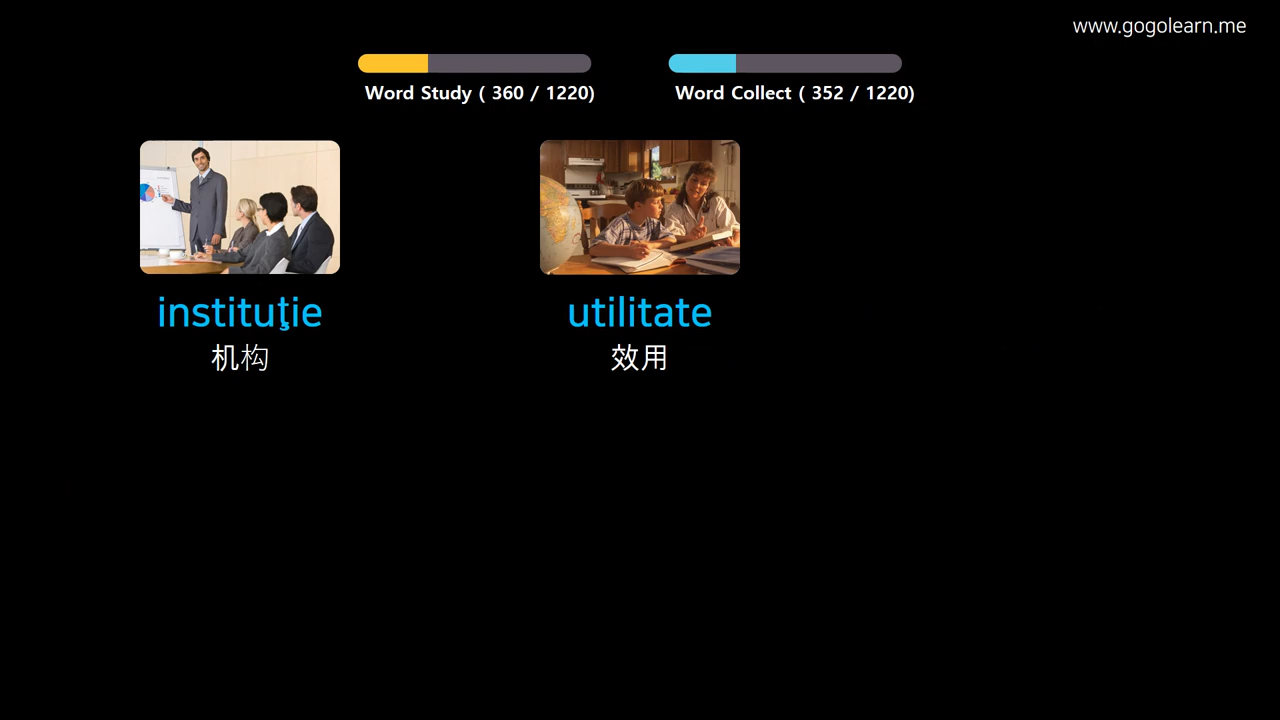 www.gogolearn.me
Word Study ( 360 / 1220)
Word Collect ( 352 / 1220)
instituţie
utilitate
机构
效用